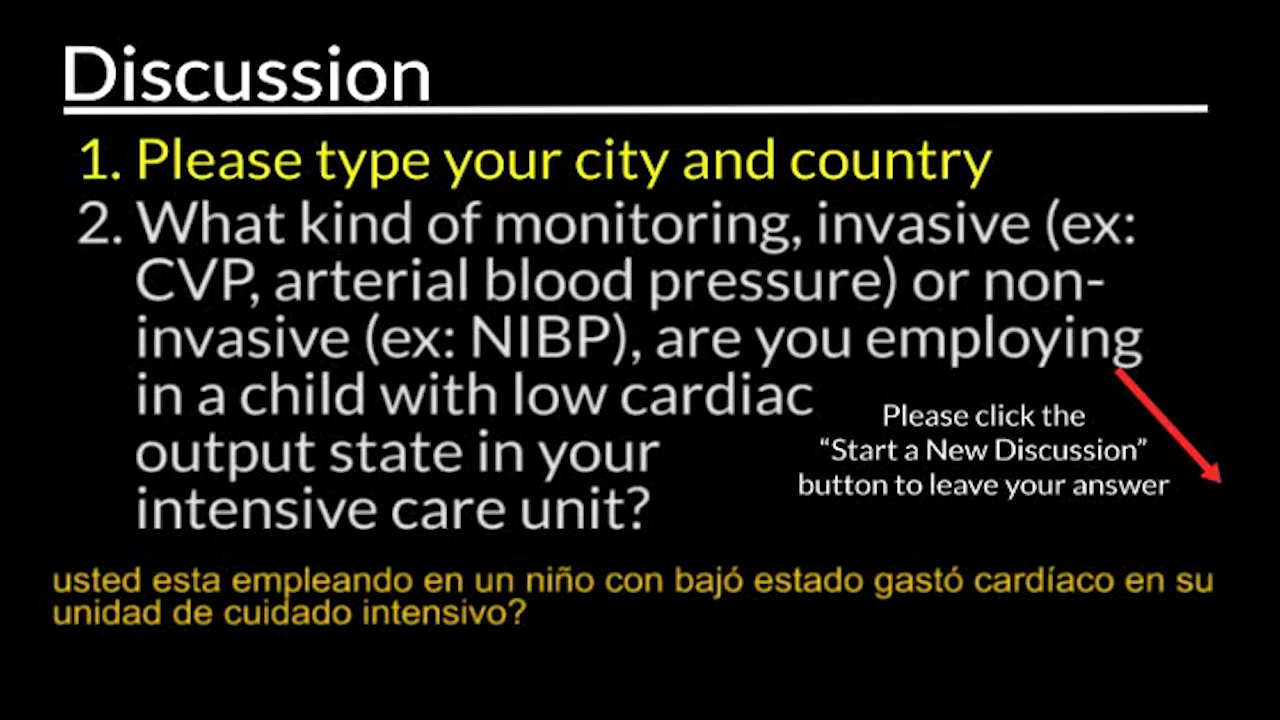 Discussion
1. Please type your city and country
2. What kind of monitoring, invasive (ex:
CVP, arterial blood pressure) or non-
invasive (ex: NIBP), are you employing
in a child with low cardiac
output state in your
intensive care unit?
Please click the
“Start a New Discussion”
button to leave your answer
usted esta empleando en un niño con bajó estado gastó cardíaco en su
unidad de cuidado intensivo?